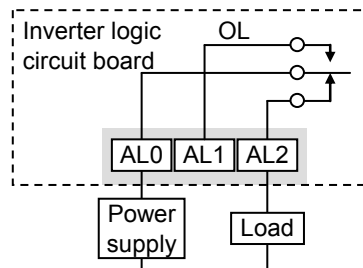 Inverter logic
circuit board
OL
AL0 AL1 AL2
Power
supply
Load